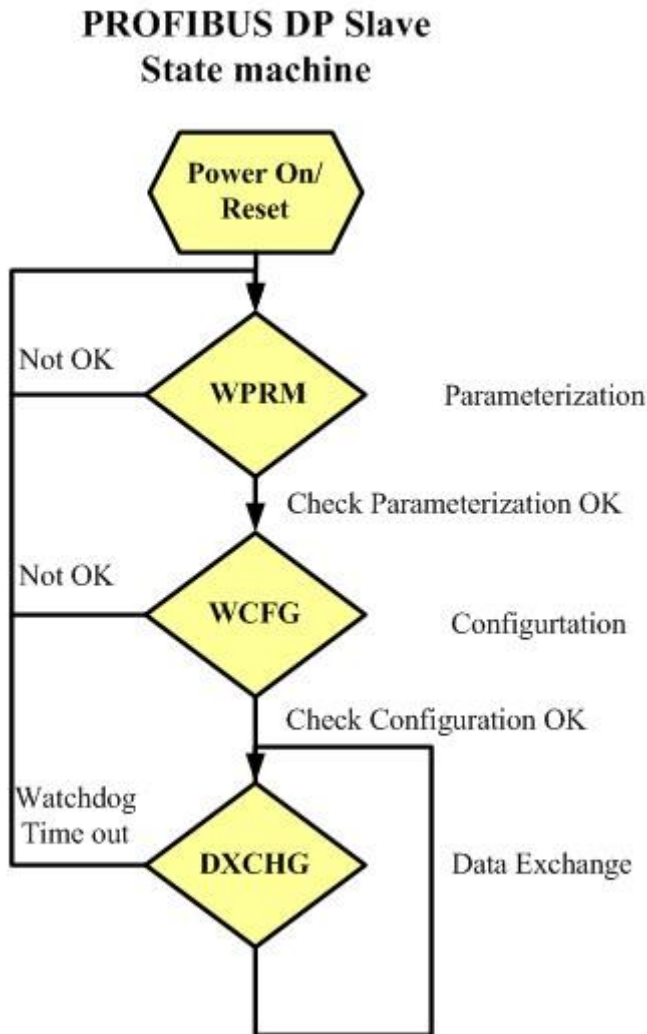 PROFIBUS DP Slave
State machine
Power On/
Reset
Not OK
WPRM
Parameterization
Check Parameterization OK
Not OK
WCFG
Configurtation
Check Configuration OK
Watchdog
Time out
DXCHG
Data Exchange